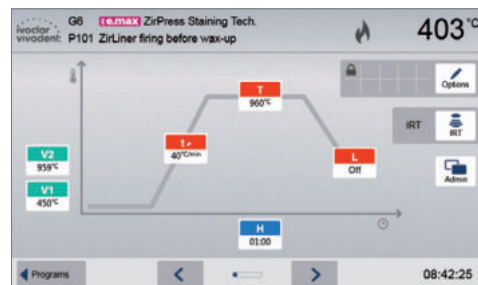 ivoclar
vivadent:
G6 e.max ZirPress Staining Tech.
P101 ZirLiner firing before wax-up
403°C
Options
T
960°C
IRT
IRT
t
40°C/min
V2
959°C
L
Off
Admin
V1
450°C
H
01:00
Programs
08:42:25